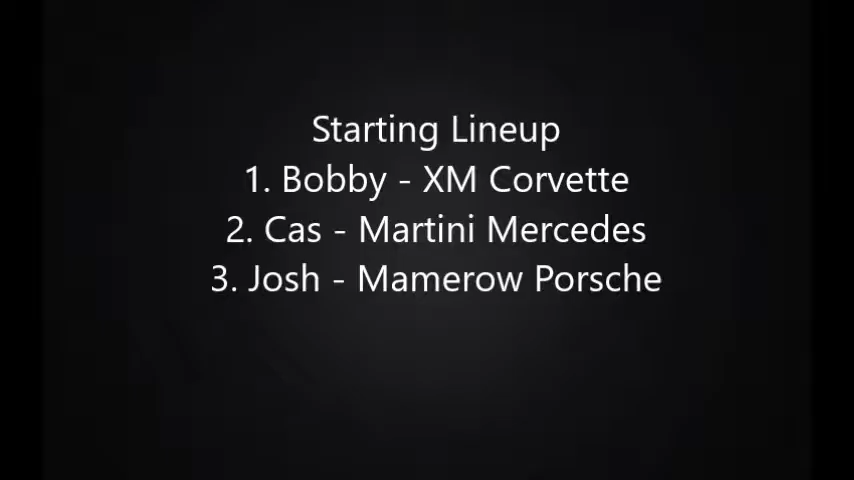 Starting Lineup
1. Bobby - XM Corvette
2. Cas - Martini Mercedes
3. Josh - Mamerow Porsche